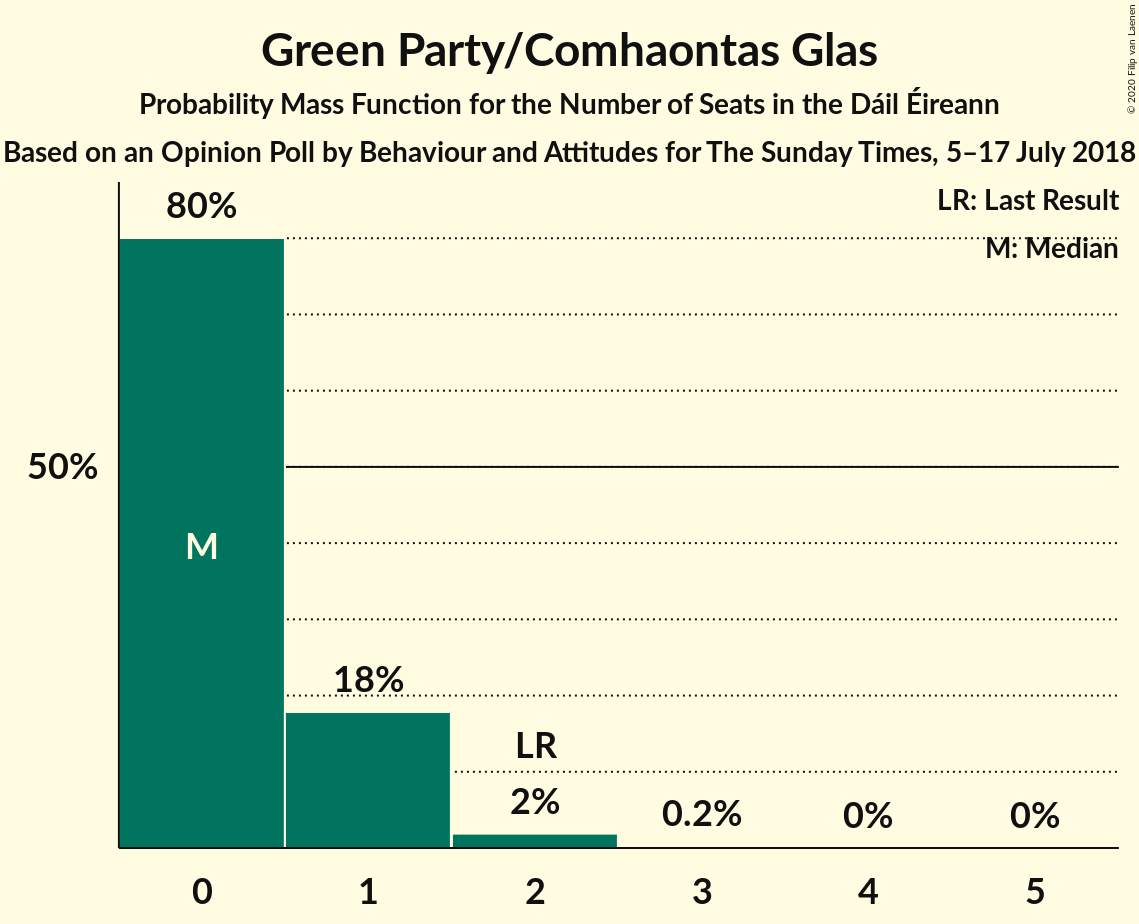 Green Party/Comhaontas Glas
Probability Mass Function for the Number of Seats in the Dáil Éireann
Based on an Opinion Poll by Behaviour and Attitudes for The Sunday Times, 5–17 July 2018
© 2020 Filip van Laenen
LR: Last Result
M: Median
80%
50%
M
18%
LR
2%
0.2%
0%
0%
0 1 2 3 4 5